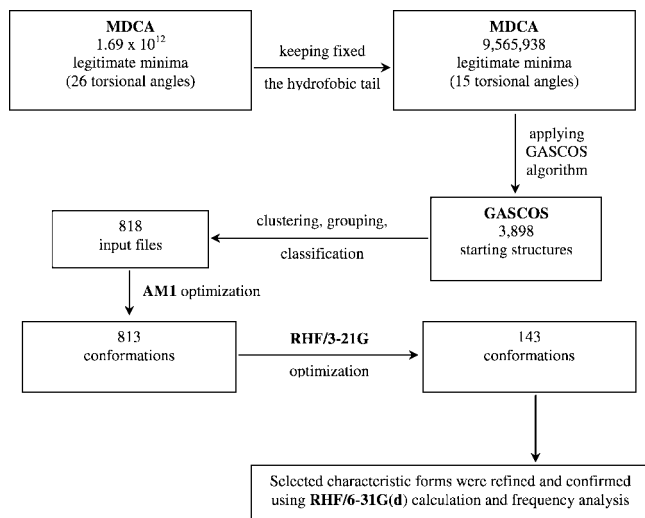 MDCA
1.69 x 10¹²
legitimate minima
(26 torsional angles)
keeping fixed
the hydrofobic tail
MDCA
9,565,938
legitimate minima
(15 torsional angles)
applying
GASCOS
algorithm
GASCOS
3,898
starting structures
clustering, grouping,
classification
818
input files
AM1 optimization
813
conformations
RHF/3-21G
optimization
143
conformations
Selected characteristic forms were refined and confirmed
using RHF/6-31G(d) calculation and frequency analysis